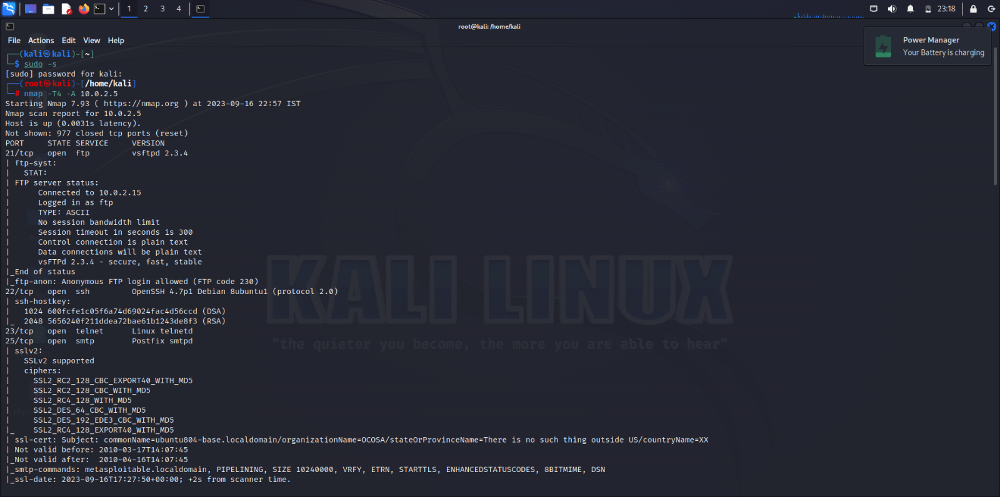 1 2 3 4
23:18
root@kali: /home/kali
File Actions Edit View Help
Power Manager
Your Battery is charging
┌──(kali㉿kali)-[~]
└─$ sudo -s
[sudo] password for kali:
┌──(root㉿kali)-[/home/kali]
└─# nmap -T4 -A 10.0.2.5
Starting Nmap 7.93 ( https://nmap.org ) at 2023-09-16 22:57 IST
Nmap scan report for 10.0.2.5
Host is up (0.0031s latency).
Not shown: 977 closed tcp ports (reset)
PORT     STATE SERVICE     VERSION
21/tcp   open  ftp         vsftpd 2.3.4
| ftp-syst:
|   STAT:
| FTP server status:
|      Connected to 10.0.2.15
|      Logged in as ftp
|      TYPE: ASCII
|      No session bandwidth limit
|      Session timeout in seconds is 300
|      Control connection is plain text
|      Data connections will be plain text
|      vsFTPd 2.3.4 - secure, fast, stable
|_End of status
|_ftp-anon: Anonymous FTP login allowed (FTP code 230)
22/tcp   open  ssh         OpenSSH 4.7p1 Debian 8ubuntu1 (protocol 2.0)
| ssh-hostkey:
|   1024 600fcfe1c05f6a74d69024fac4d56ccd (DSA)
|_  2048 5656240f211ddea72bae61b1243de8f3 (RSA)
23/tcp   open  telnet      Linux telnetd
25/tcp   open  smtp        Postfix smtpd
| sslv2:
|   SSLv2 supported
|   ciphers:
|     SSL2_RC2_128_CBC_EXPORT40_WITH_MD5
|     SSL2_RC2_128_CBC_WITH_MD5
|     SSL2_RC4_128_WITH_MD5
|     SSL2_DES_64_CBC_WITH_MD5
|     SSL2_DES_192_EDE3_CBC_WITH_MD5
|_    SSL2_RC4_128_EXPORT40_WITH_MD5
| ssl-cert: Subject: commonName=ubuntu804-base.localdomain/organizationName=OCOSA/stateOrProvinceName=There is no such thing outside US/countryName=XX
| Not valid before: 2010-03-17T14:07:45
|_Not valid after:  2010-04-16T14:07:45
|_smtp-commands: metasploitable.localdomain, PIPELINING, SIZE 10240000, VRFY, ETRN, STARTTLS, ENHANCEDSTATUSCODES, 8BITMIME, DSN
|_ssl-date: 2023-09-16T17:27:50+00:00; +2s from scanner time.
KALI LINUX
"the quieter you become, the more you are able to hear"